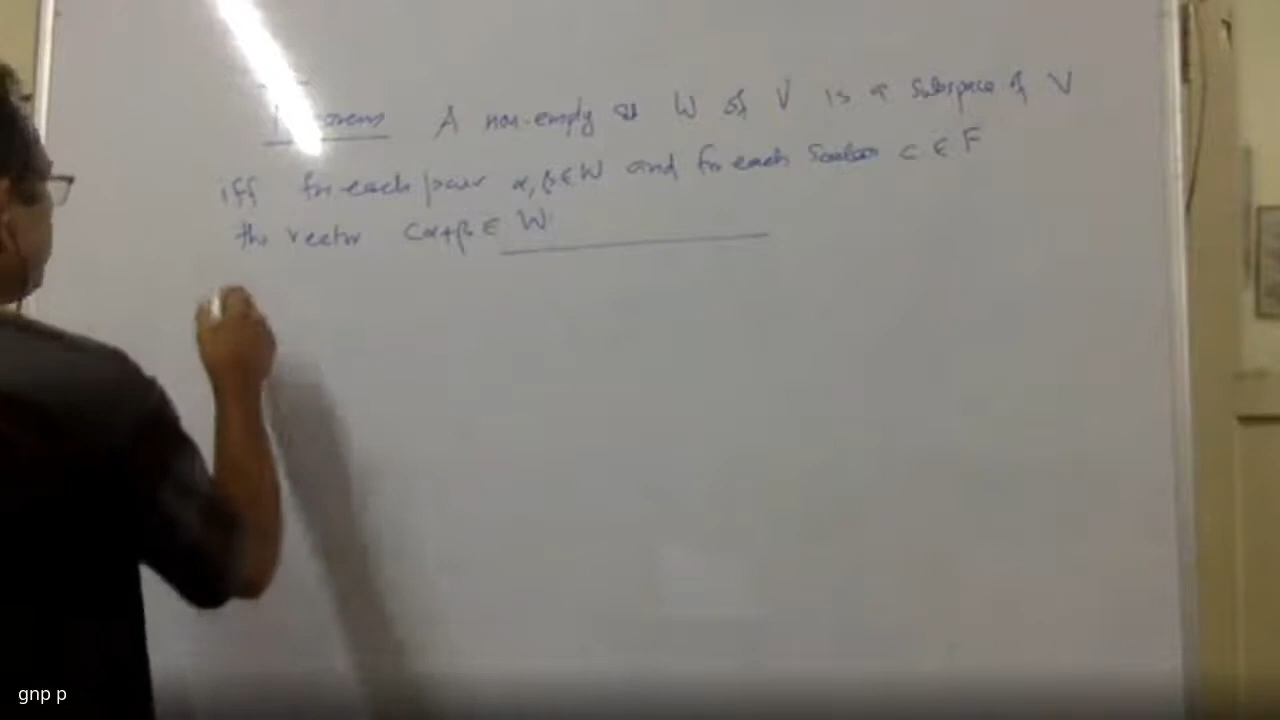 Theorem A non-empty set W of V is a subspace of V
iff for each pair α, β ∈ W and for each scalar c ∈ F
the vector cα+β ∈ W
gnp p